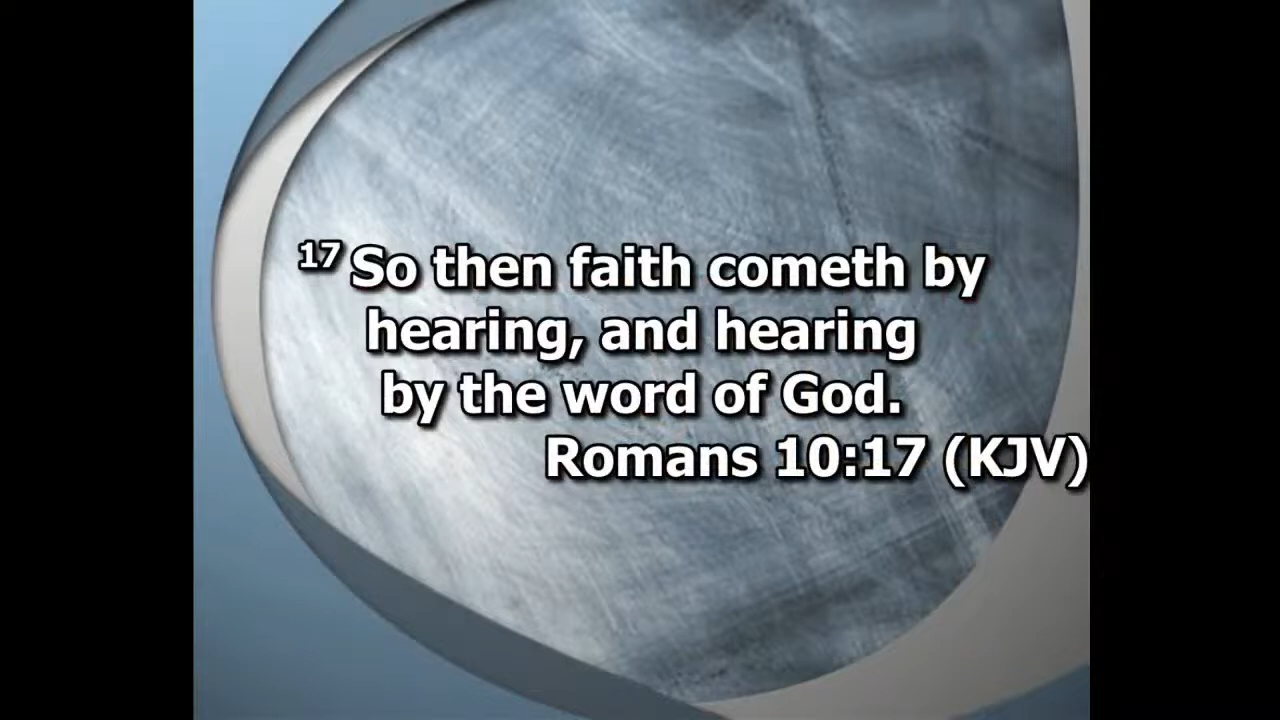 17 So then faith cometh by
hearing, and hearing
by the word of God.
Romans 10:17 (KJV)